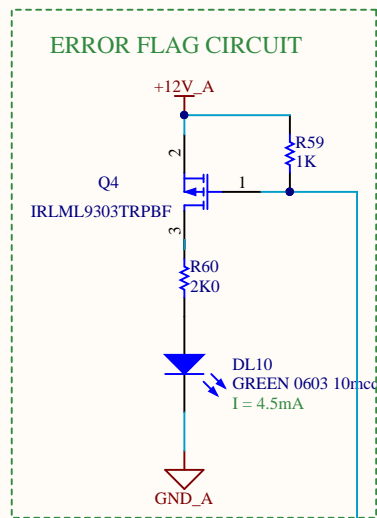 ERROR FLAG CIRCUIT
+12V_A
R59
1K
2
Q4
1
IRLML9303TRPBF
3
R60
2K0
DL10
GREEN 0603 10mcd
I = 4.5mA
GND_A